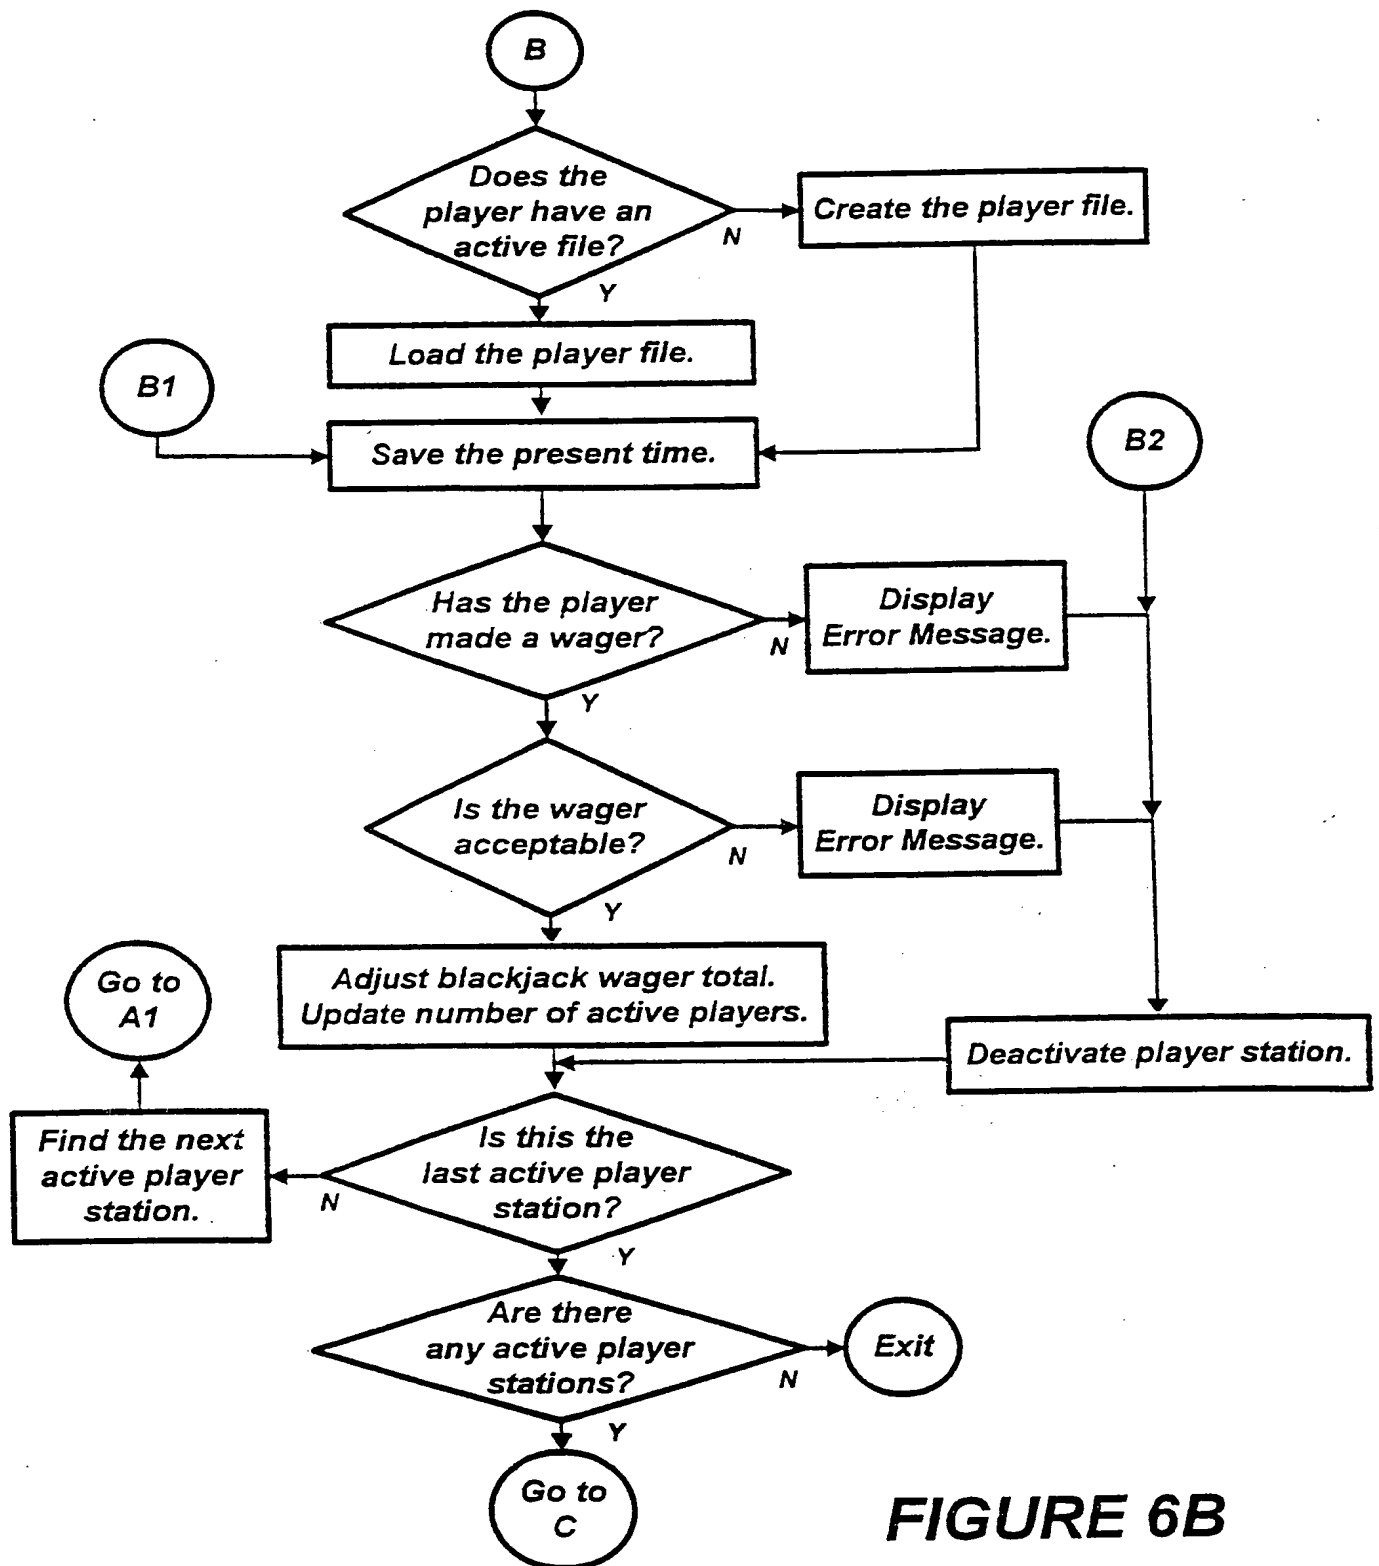 B
Does the
player have an
active file?
N
Create the player file.
Y
Load the player file.
B1
Save the present time.
B2
Has the player
made a wager?
N
Display
Error Message.
Y
Is the wager
acceptable?
N
Display
Error Message.
Y
Go to
A1
Adjust blackjack wager total.
Update number of active players.
Deactivate player station.
Find the next
active player
station.
N
Is this the
last active player
station?
Y
Are there
any active player
stations?
N
Exit
Y
Go to
C
FIGURE 6B